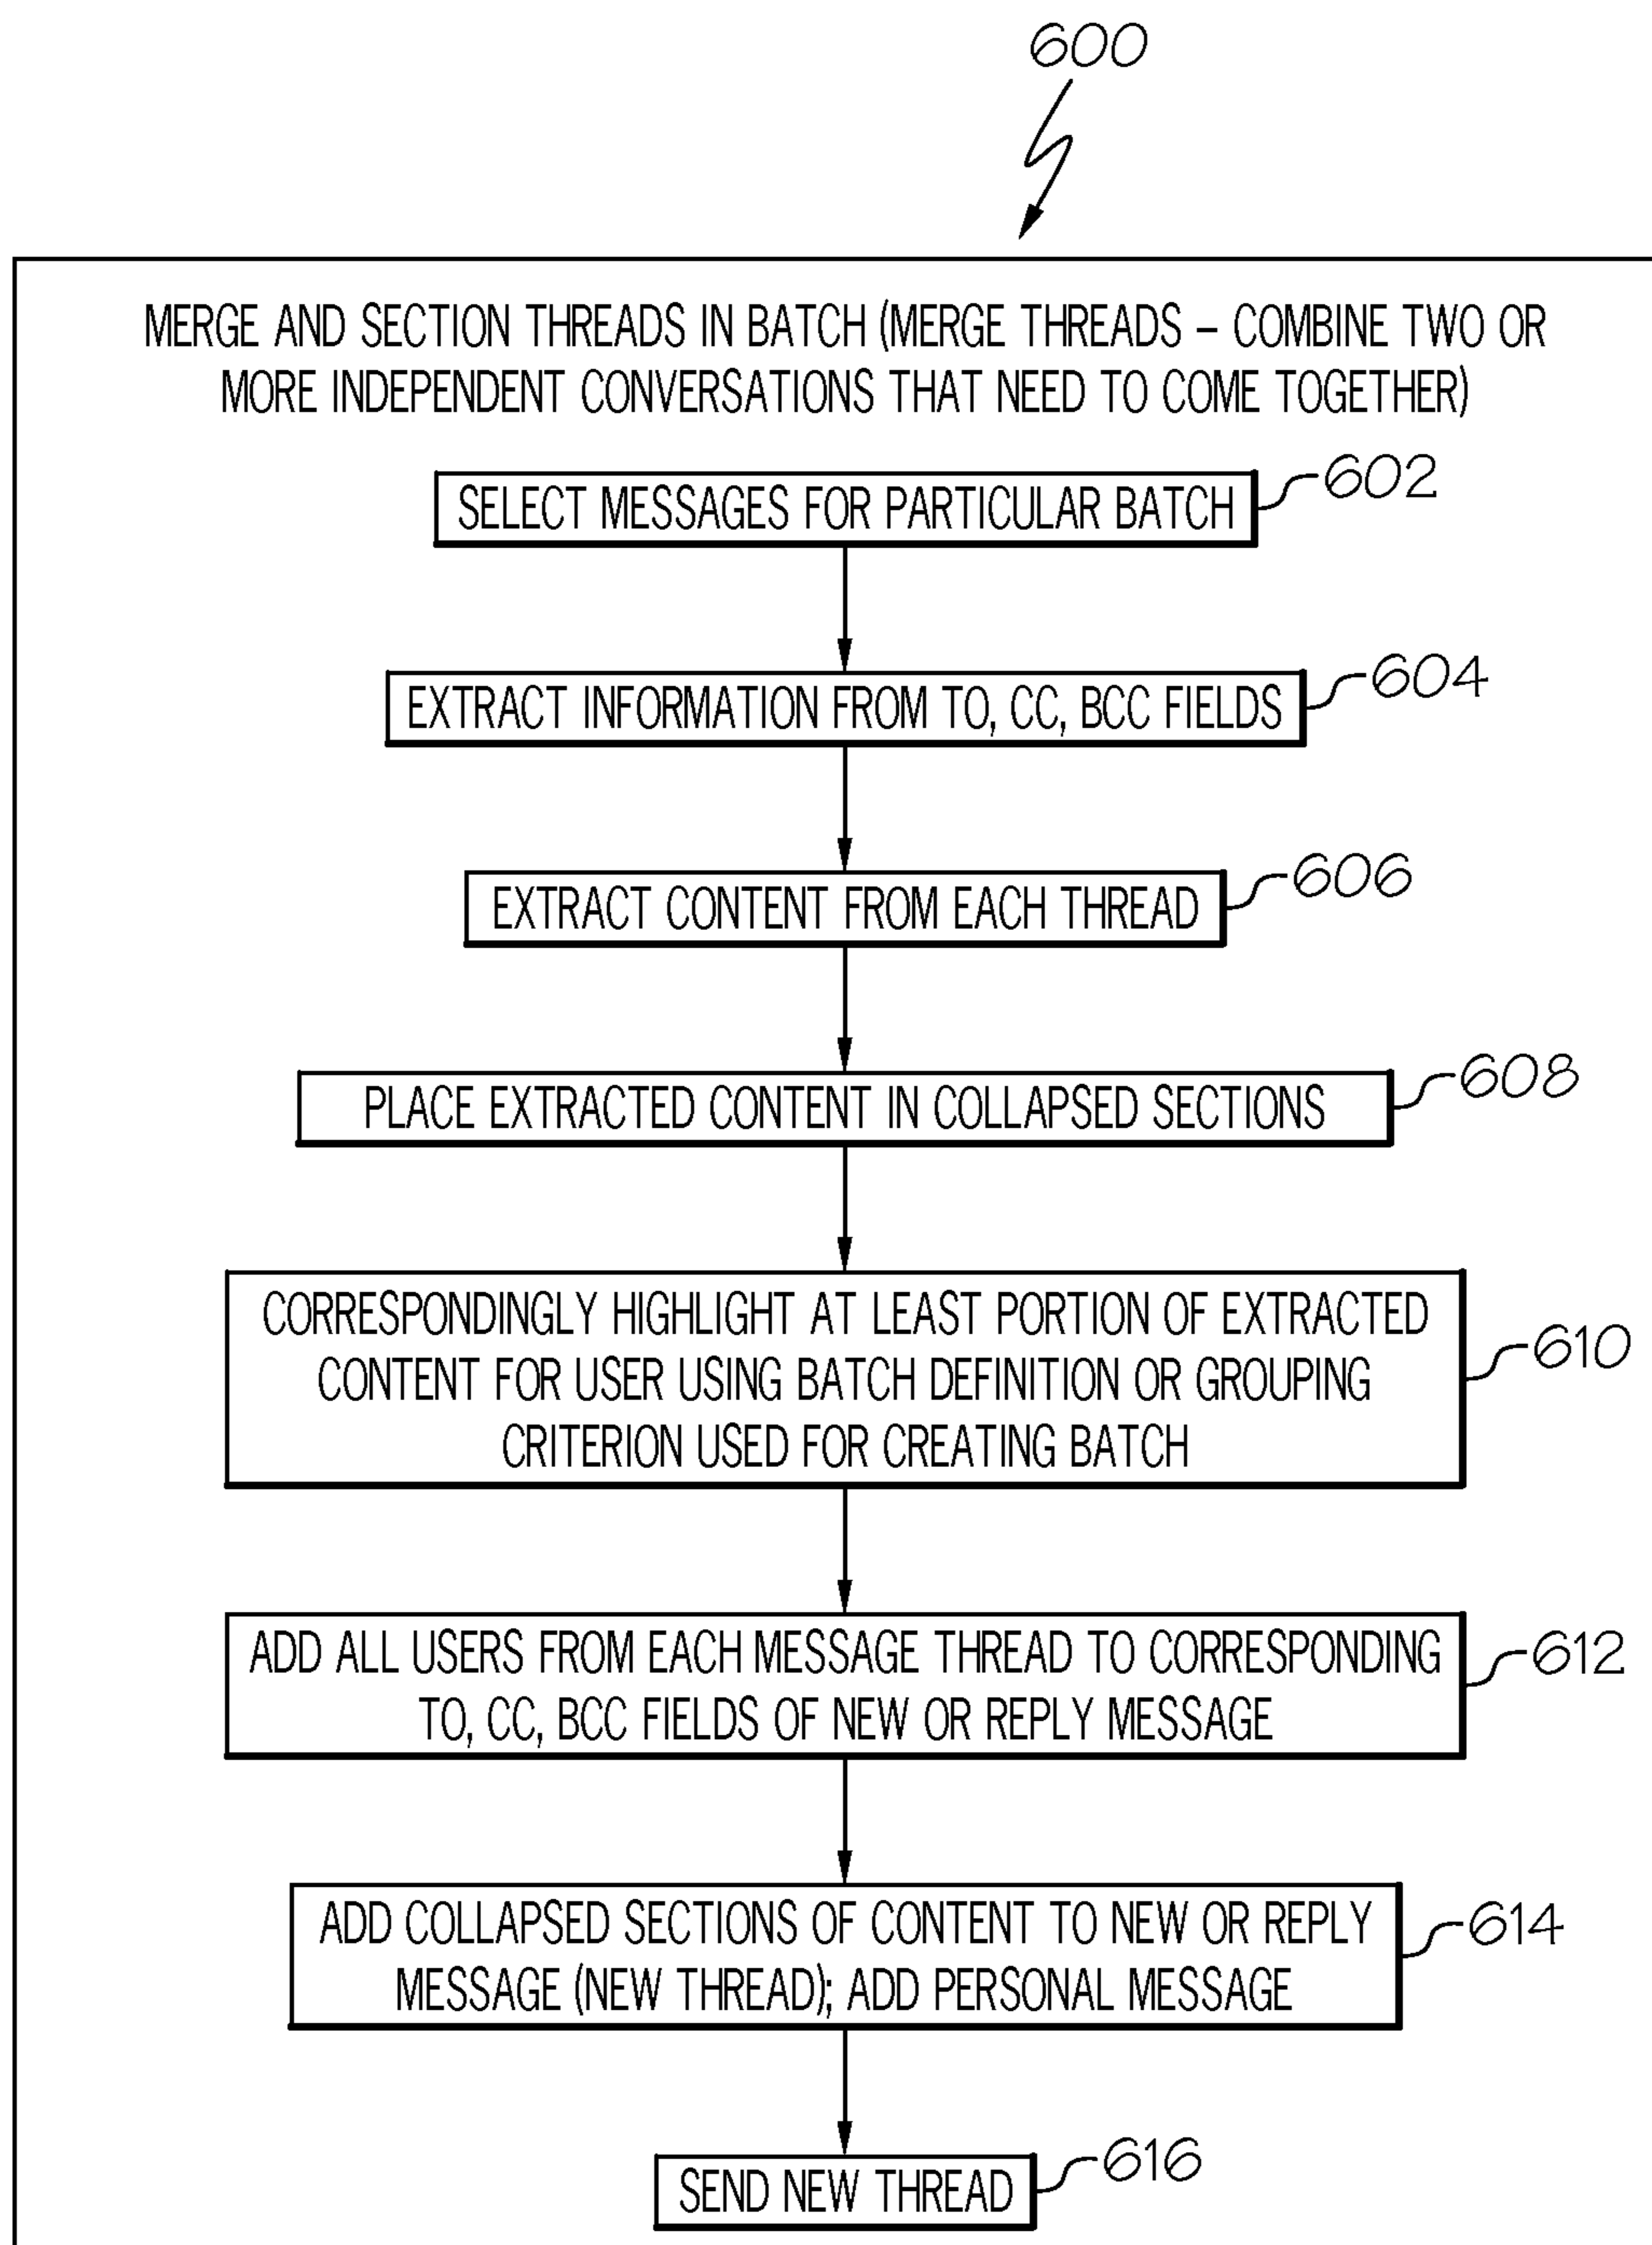 600
MERGE AND SECTION THREADS IN BATCH (MERGE THREADS – COMBINE TWO OR
MORE INDEPENDENT CONVERSATIONS THAT NEED TO COME TOGETHER)
SELECT MESSAGES FOR PARTICULAR BATCH
602
EXTRACT INFORMATION FROM TO, CC, BCC FIELDS
604
EXTRACT CONTENT FROM EACH THREAD
606
PLACE EXTRACTED CONTENT IN COLLAPSED SECTIONS
608
CORRESPONDINGLY HIGHLIGHT AT LEAST PORTION OF EXTRACTED
CONTENT FOR USER USING BATCH DEFINITION OR GROUPING
CRITERION USED FOR CREATING BATCH
610
ADD ALL USERS FROM EACH MESSAGE THREAD TO CORRESPONDING
TO, CC, BCC FIELDS OF NEW OR REPLY MESSAGE
612
ADD COLLAPSED SECTIONS OF CONTENT TO NEW OR REPLY
MESSAGE (NEW THREAD); ADD PERSONAL MESSAGE
614
SEND NEW THREAD
616